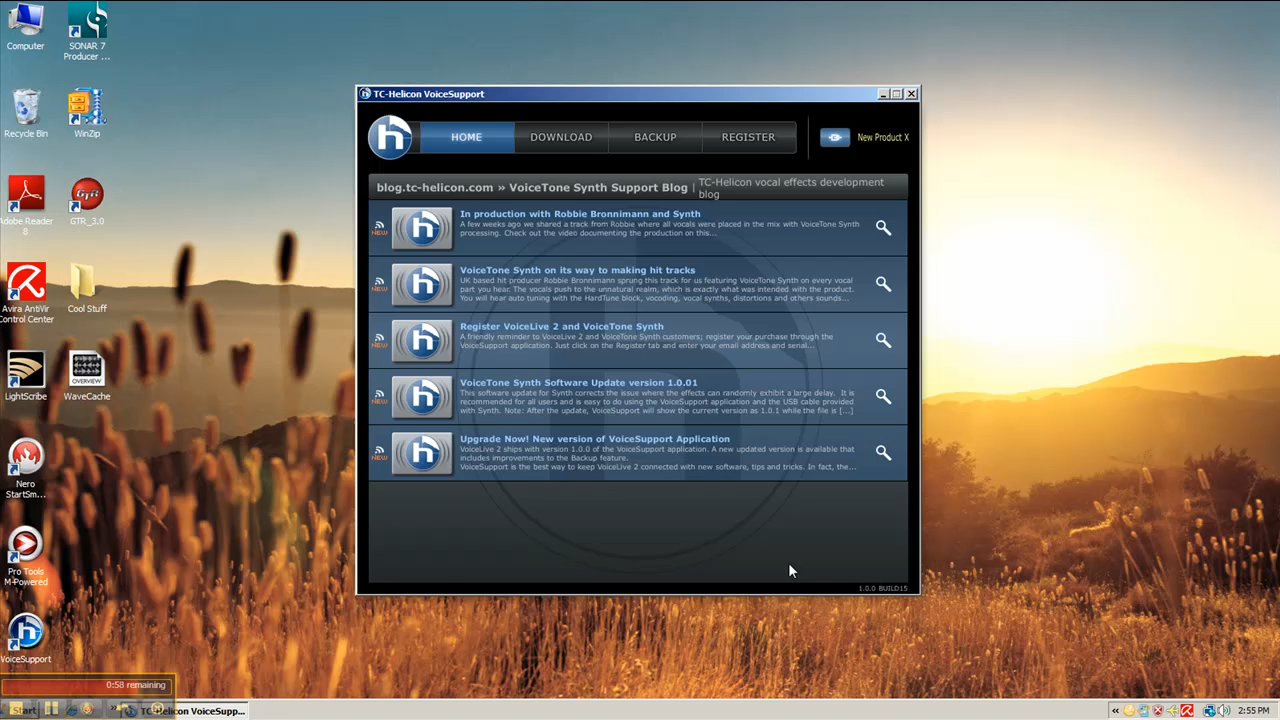 Computer
SONAR 7
Producer ...
Recycle Bin
WinZip
Adobe Reader
8
GTR_3.0
Avira AntiVir
Control Center
Cool Stuff
LightScribe
OVERVIEW
WaveCache
Nero
StartSm...
Pro Tools
M-Powered
VoiceSupport
TC-Helicon VoiceSupport
HOME
DOWNLOAD
BACKUP
REGISTER
New Product X
blog.tc-helicon.com » VoiceTone Synth Support Blog |
TC-Helicon vocal effects development
blog
NEW
In production with Robbie Bronnimann and Synth
A few weeks ago we shared a track from Robbie where all vocals were placed in the mix with VoiceTone Synth
processing. Check out the video documenting the production on this...
NEW
VoiceTone Synth on its way to making hit tracks
UK based hit producer Robbie Bronnimann sprung this track for us featuring VoiceTone Synth on every vocal
part you hear. The vocals push to the unnatural realm, which is exactly what was intended with the product.
You will hear auto tuning with the HardTune block, vocoding, vocal synths, distortions and others sounds...
NEW
Register VoiceLive 2 and VoiceTone Synth
A friendly reminder to VoiceLive 2 and VoiceTone Synth customers; register your purchase through the
VoiceSupport application. Just click on the Register tab and enter your email address and serial...
NEW
VoiceTone Synth Software Update version 1.0.01
This software update for Synth corrects the issue where the effects can randomly exhibit a large delay. It is
recommended for all users and is easy to do using the VoiceSupport application and the USB cable provided
with Synth. Note: After the update, VoiceSupport will show the current version as 1.0.1 while the file is [...]
NEW
Upgrade Now! New version of VoiceSupport Application
VoiceLive 2 ships with version 1.0.0 of the VoiceSupport application. A new updated version is available that
includes improvements to the Backup feature.
VoiceSupport is the best way to keep VoiceLive 2 connected with new software, tips and tricks. In fact, the...
1.0.0 BUILD15
0:58 remaining
Start
TC-Helicon VoiceSupp...
2:55 PM